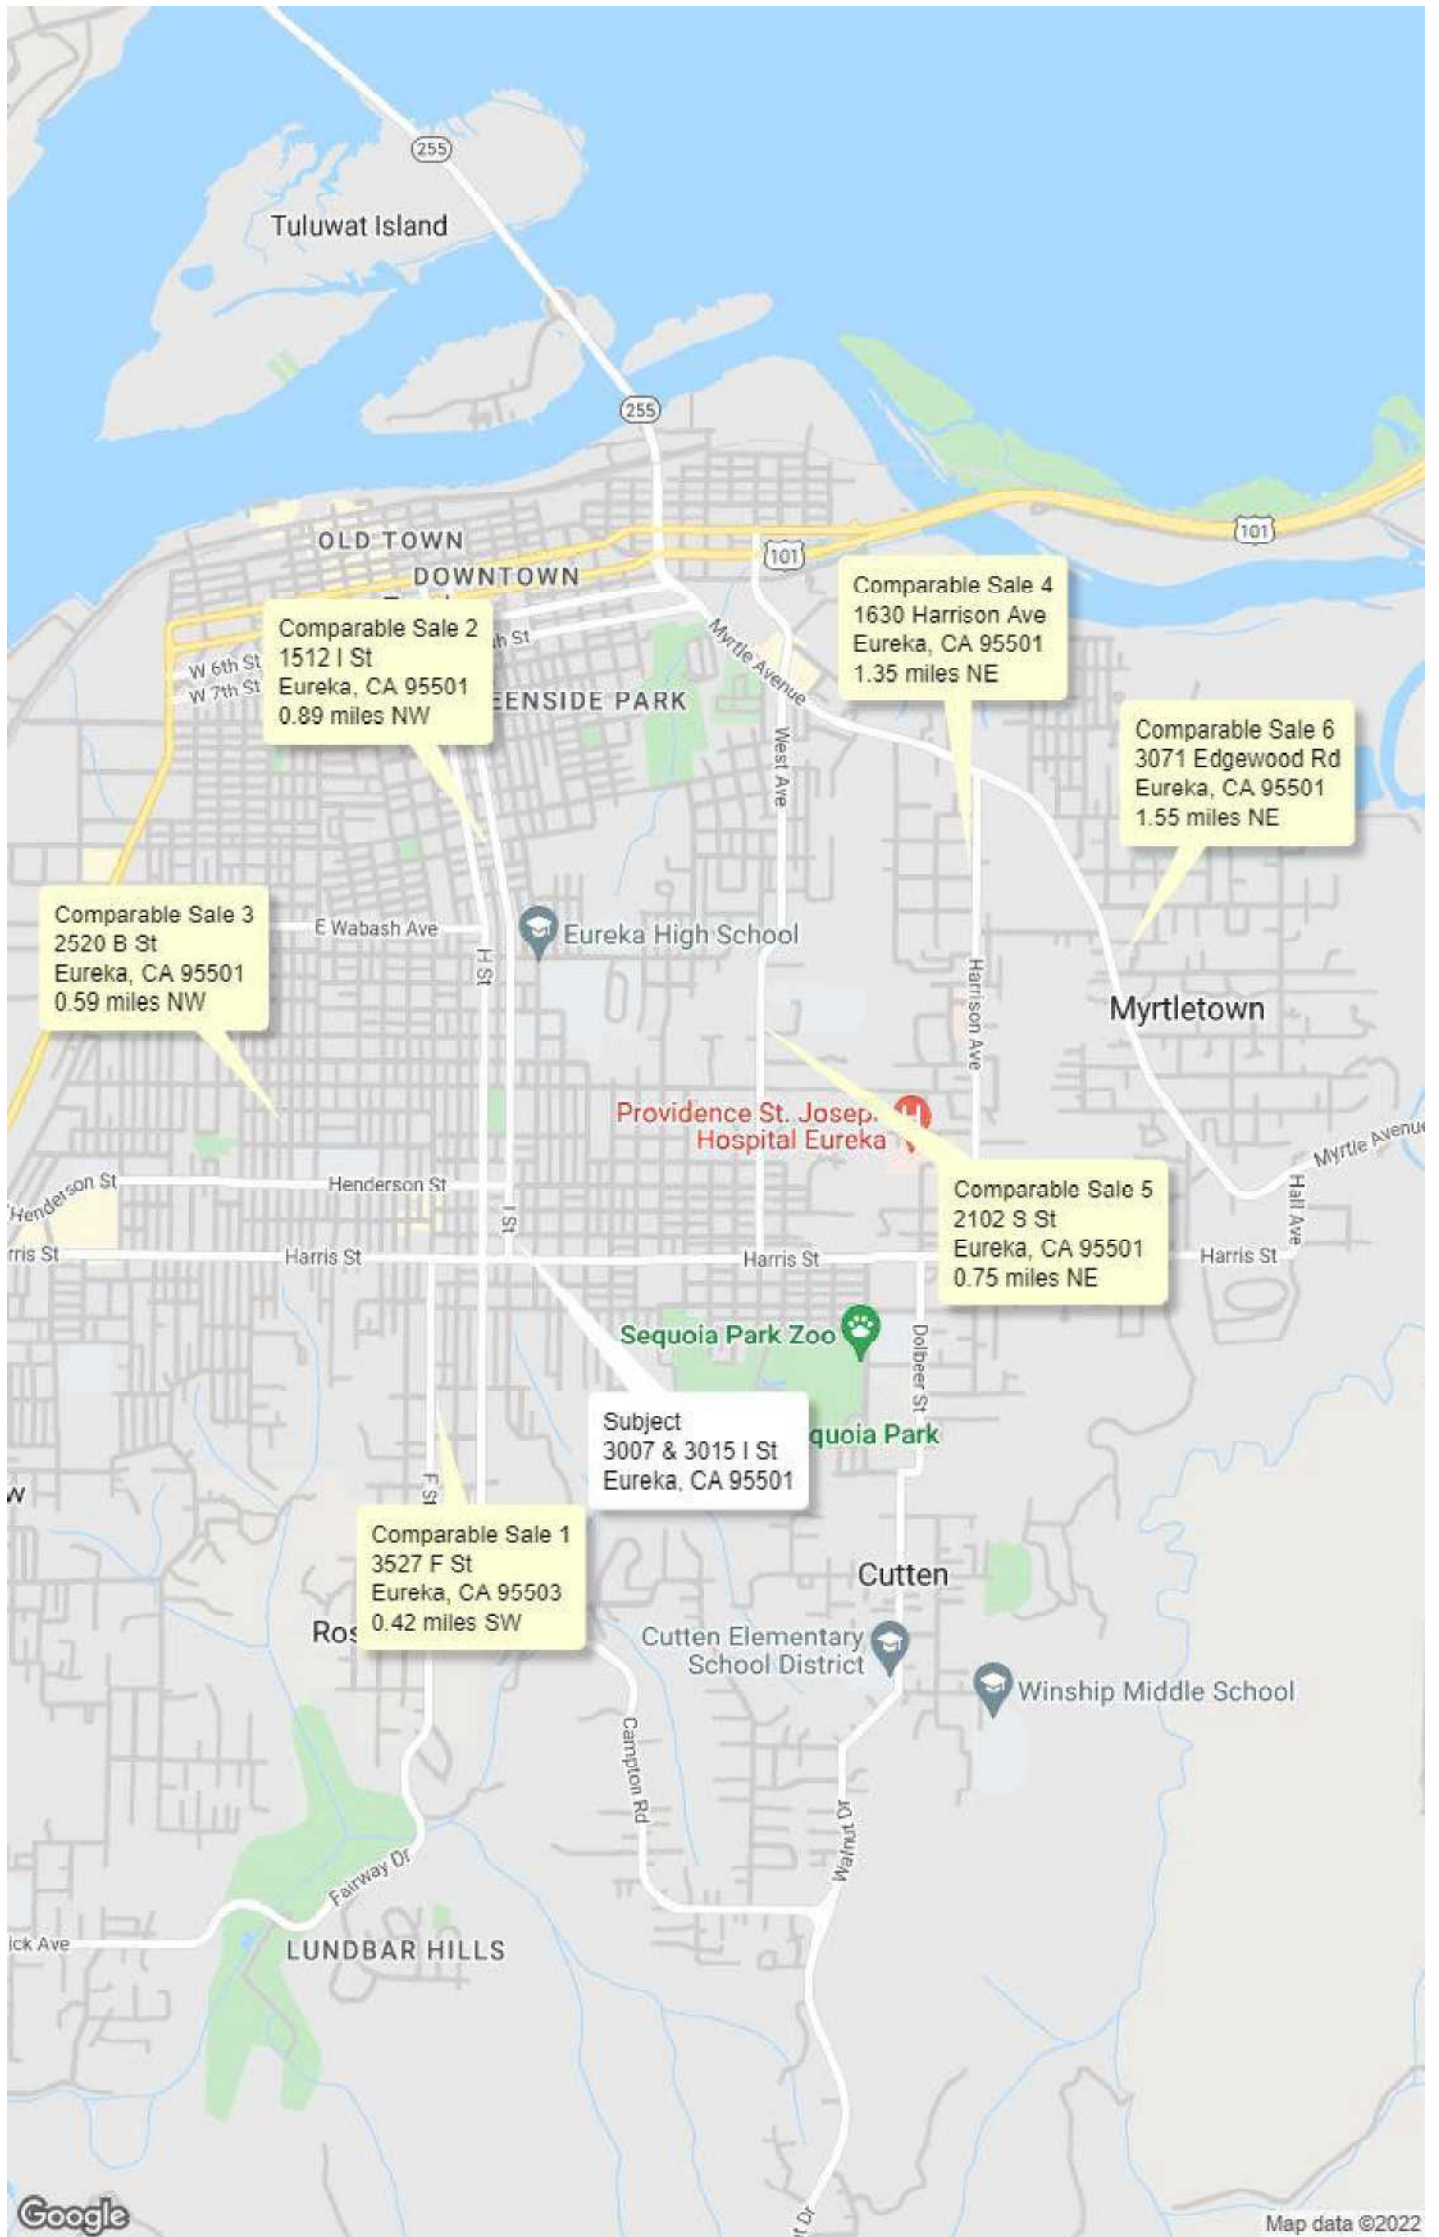 255
Tuluwat Island
255
101
OLD TOWN
101
DOWNTOWN
Comparable Sale 4
1630 Harrison Ave
Eureka, CA 95501
1.35 miles NE
Comparable Sale 2
1512 I St
Eureka, CA 95501
0.89 miles NW
Myrtle Avenue
W 6th St
W 7th St
h St
EENSIDE PARK
West Ave
Comparable Sale 6
3071 Edgewood Rd
Eureka, CA 95501
1.55 miles NE
Comparable Sale 3
2520 B St
Eureka, CA 95501
0.59 miles NW
E Wabash Ave
Eureka High School
H St
Harrison Ave
Myrtletown
Providence St. Josep
Hospital Eureka
H
Myrtle Avenue
Henderson St
Henderson St
Hall Ave
Comparable Sale 5
2102 S St
Eureka, CA 95501
0.75 miles NE
I St
rris St
Harris St
Harris St
Harris St
Sequoia Park Zoo
Dolbeer St
Subject
3007 & 3015 I St
Eureka, CA 95501
quoia Park
w
F St
Comparable Sale 1
3527 F St
Eureka, CA 95503
0.42 miles SW
Cutten
Ros
Cutten Elementary
School District
Winship Middle School
Campton Rd
Walnut Dr
Fairway Dr
ick Ave
LUNDBAR HILLS
Google
t Dr
Map data ©2022